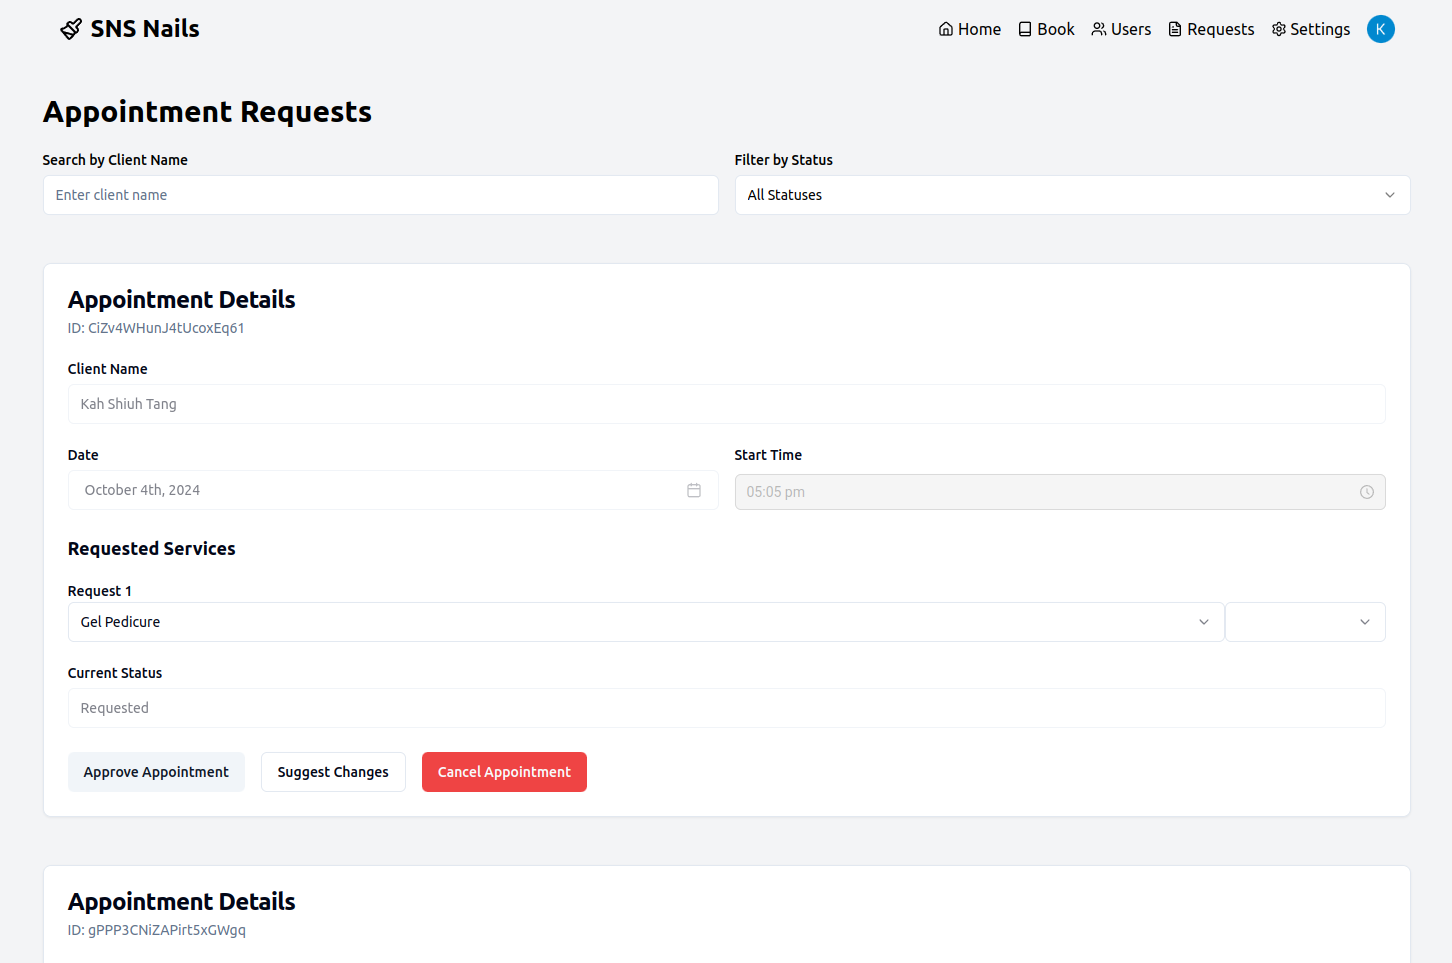 SNS Nails
Home Book Users Requests Settings K
Appointment Requests
Search by Client Name
Enter client name
Filter by Status
All Statuses
Appointment Details
ID: CiZv4WHunJ4tUcoxEq61
Client Name
Kah Shiuh Tang
Date
October 4th, 2024
Start Time
05:05 pm
Requested Services
Request 1
Gel Pedicure
Current Status
Requested
Approve Appointment Suggest Changes Cancel Appointment
Appointment Details
ID: gPPP3CNiZAPirt5xGWgq